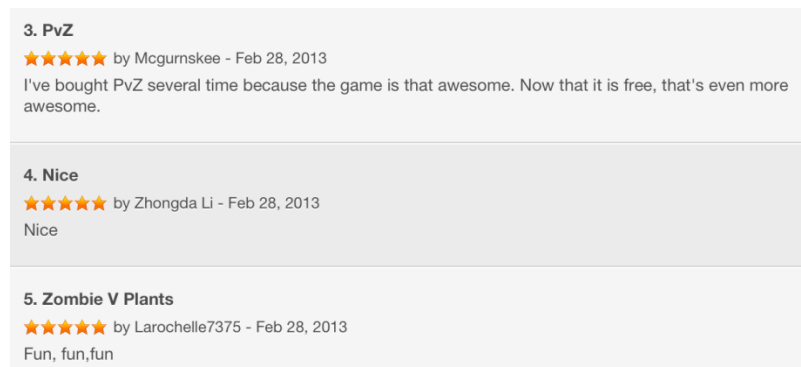 3. PvZ
by Mcgurnskee - Feb 28, 2013
I've bought PvZ several time because the game is that awesome. Now that it is free, that's even more
awesome.
4. Nice
by Zhongda Li - Feb 28, 2013
Nice
5. Zombie V Plants
by Larochelle7375 - Feb 28, 2013
Fun, fun,fun